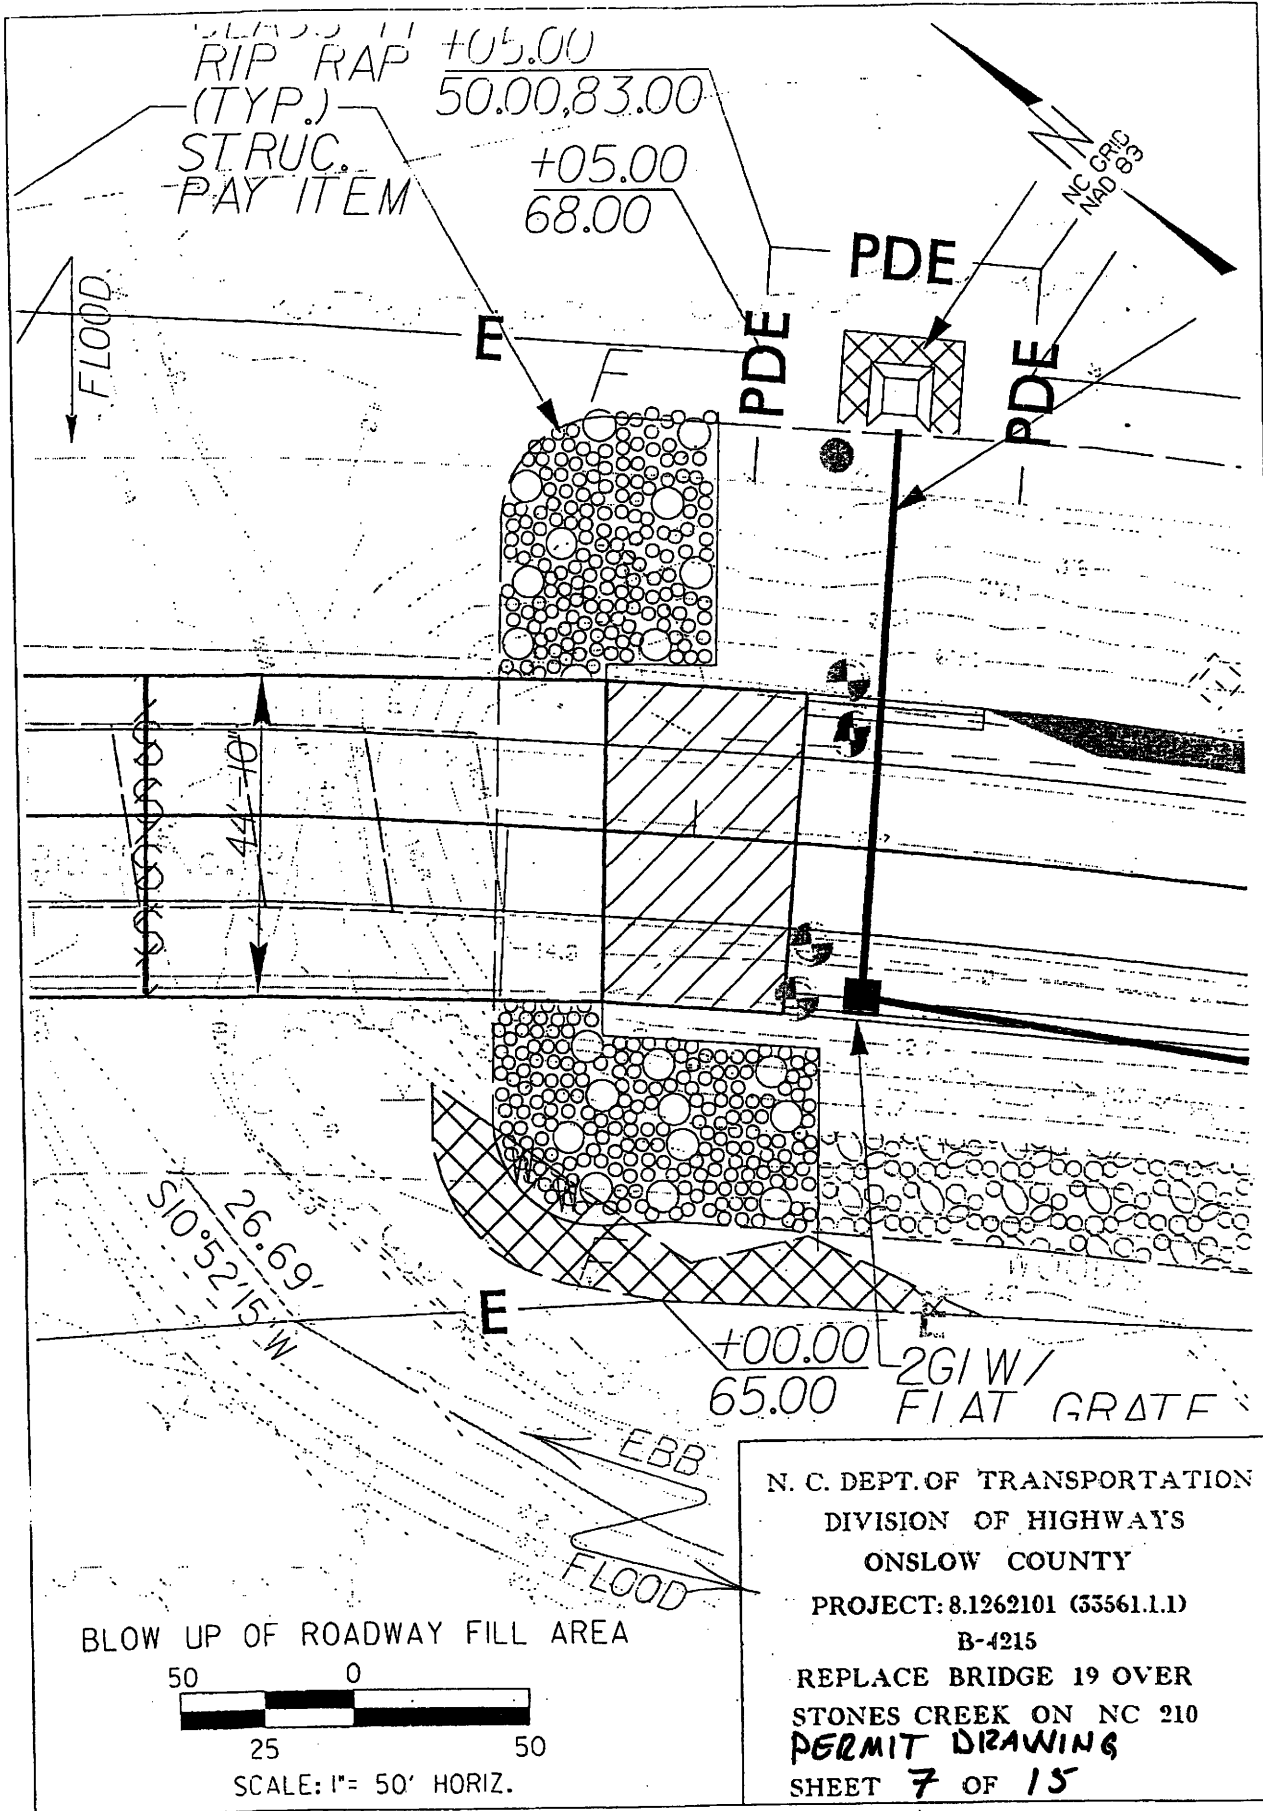 CLASS II
RIP RAP
(TYP.)
STRUC.
PAY ITEM
+05.00
50.00,83.00
+05.00
68.00
N
NC GRID
NAD 83
PDE
PDE
PDE
FLOOD
E
F
44'-10"
26.69'
S10°52'15"W
W
W
F
E
E
WOODS
+00.00
65.00
2GI W/
FLAT GRATE
EBB
FLOOD
BLOW UP OF ROADWAY FILL AREA
50 0
25 50
SCALE: 1"= 50' HORIZ.
N. C. DEPT. OF TRANSPORTATION
DIVISION OF HIGHWAYS
ONSLOW COUNTY
PROJECT: 8.1262101 (33561.1.1)
B-4215
REPLACE BRIDGE 19 OVER
STONES CREEK ON NC 210
PERMIT DRAWING
SHEET 7 OF 15